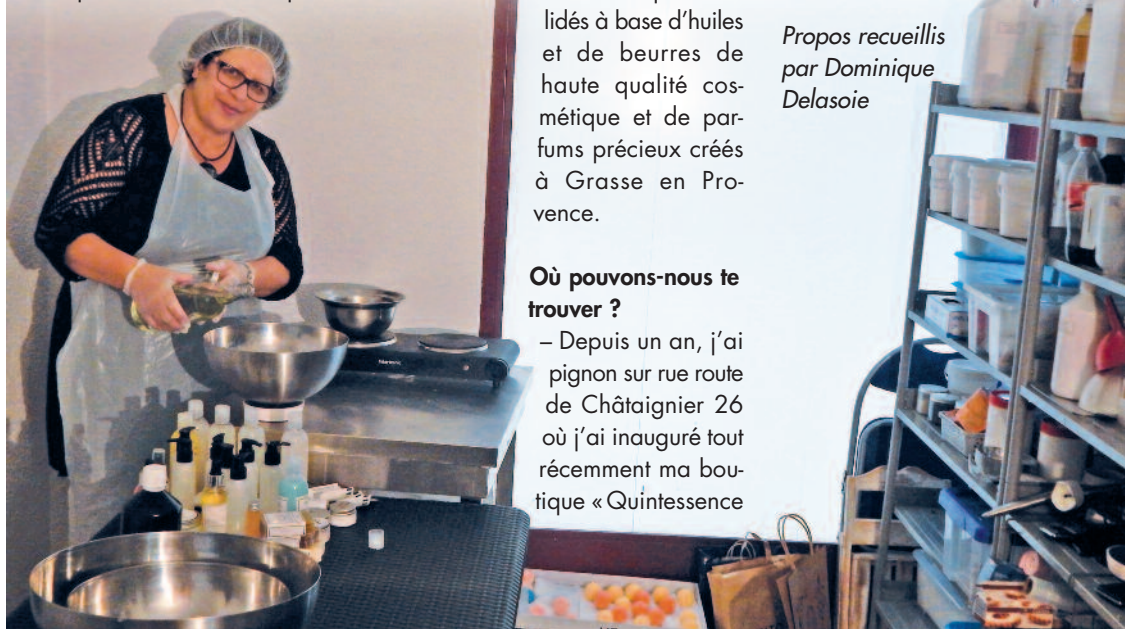 lidés à base d'huiles
et de beurres de
haute qualité cos-
métique et de par-
fums précieux créés
à Grasse en Pro-
vence.
Où pouvons-nous te
trouver ?
– Depuis un an, j'ai
pignon sur rue route
de Châtaignier 26
où j'ai inauguré tout
récemment ma bou-
tique « Quintessence
Propos recueillis
par Dominique
Delasoie